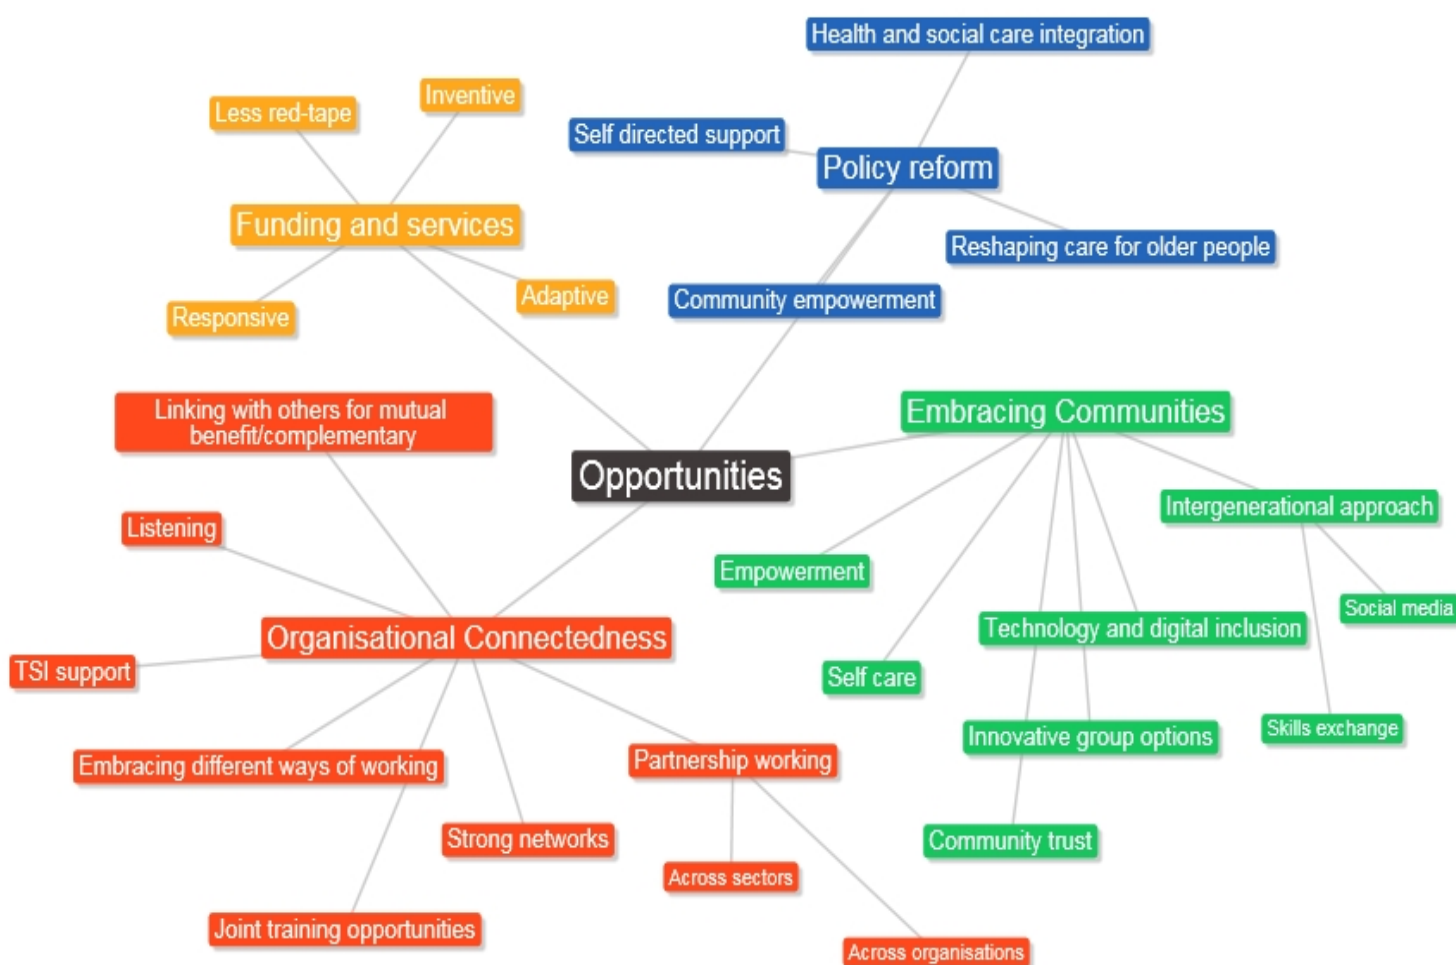 Health and social care integration
Inventive
Less red-tape
Self directed support
Policy reform
Funding and services
Reshaping care for older people
Adaptive
Community empowerment
Responsive
Linking with others for mutual
benefit/complementary
Embracing Communities
Opportunities
Intergenerational approach
Listening
Empowerment
Social media
Technology and digital inclusion
Organisational Connectedness
TSI support
Self care
Skills exchange
Innovative group options
Partnership working
Embracing different ways of working
Strong networks
Community trust
Across sectors
Joint training opportunities
Across organisations